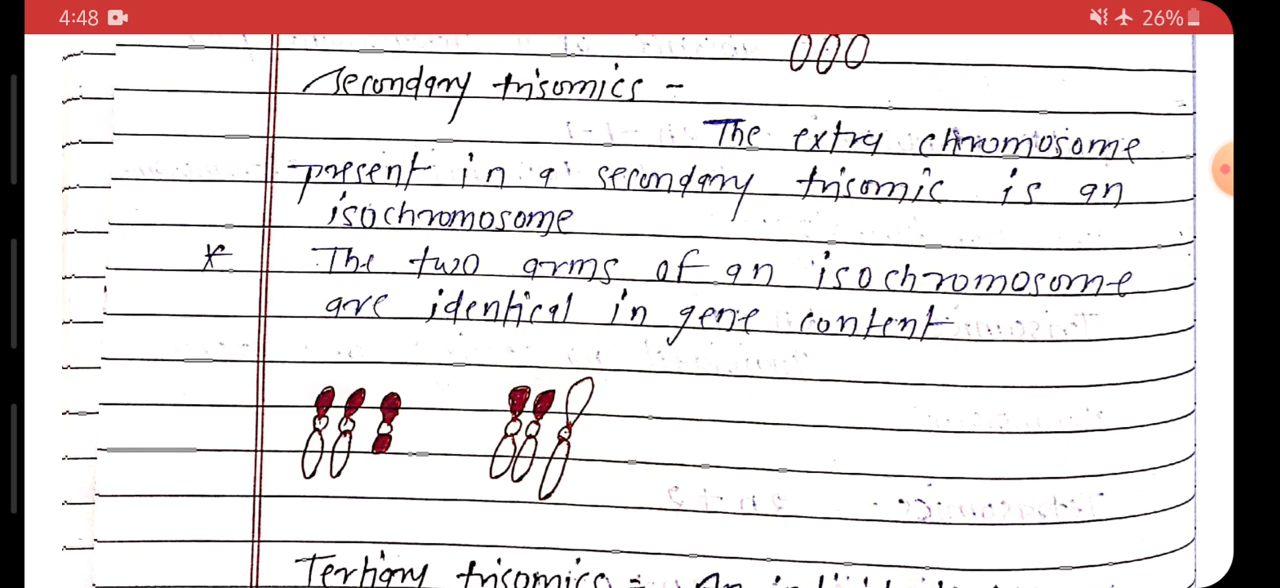 4:48
26%
Secondary trisomics -
The extra chromosome
present in a secondary trisomic is an
isochromosome
* The two arms of an isochromosome
are identical in gene content
Tertiary trisomics - An